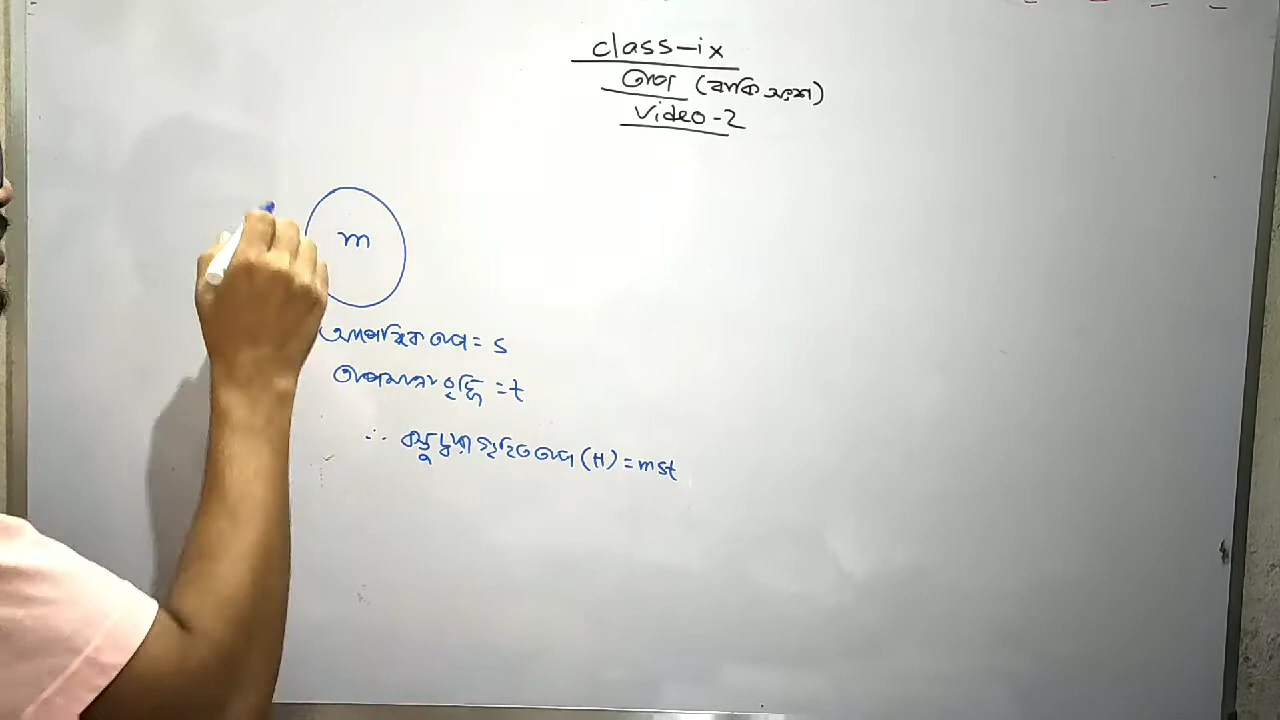 class-ix
তাপ (বাকি অংশ)
Video-2
m
আপেক্ষিক তাপ = s
তাপমাত্রা বৃদ্ধি = t
∴ বস্তু দ্বারা গৃহিত তাপ (H) = mst